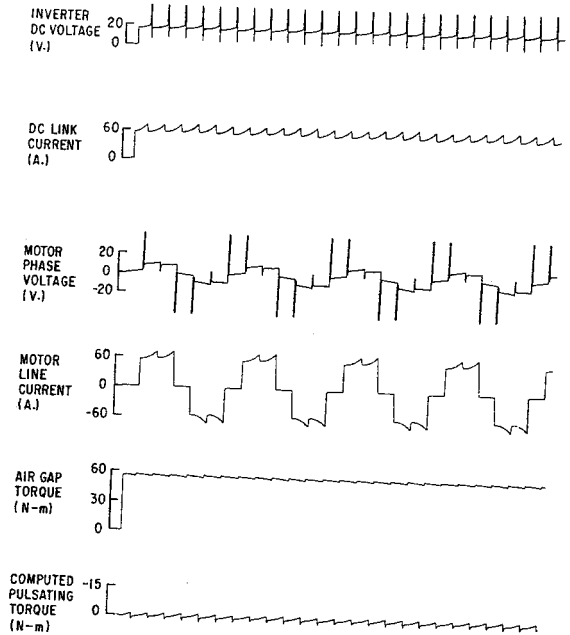 INVERTER
DC VOLTAGE
(V.)
20
0
DC LINK
CURRENT
(A.)
60
0
MOTOR
PHASE
VOLTAGE
(V.)
20
0
-20
MOTOR
LINE
CURRENT
(A.)
60
0
-60
AIR GAP
TORQUE
(N-m)
60
30
0
COMPUTED
PULSATING
TORQUE
(N-m)
-15
0